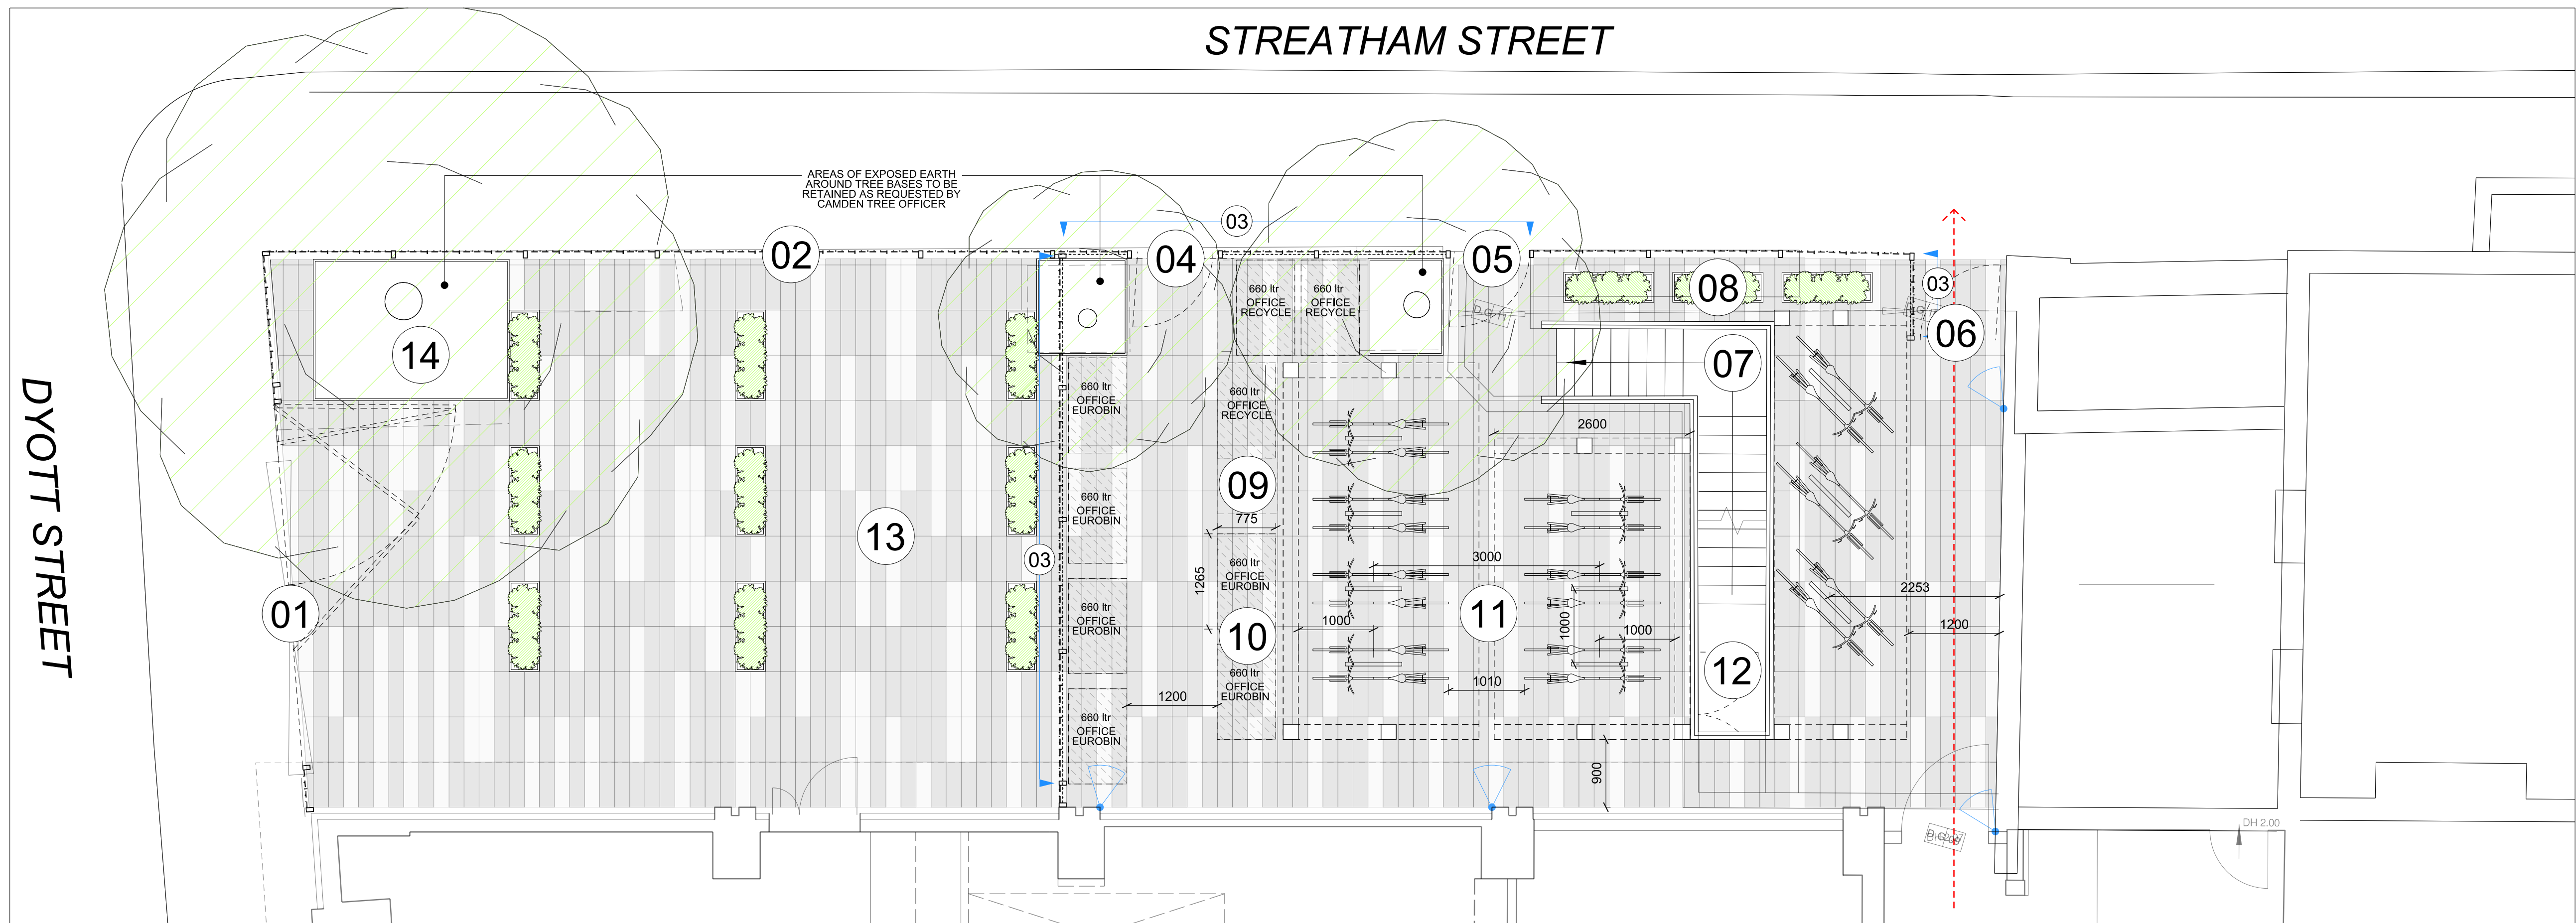 STREATHAM STREET
DYOTT STREET
AREAS OF EXPOSED EARTH
AROUND TREE BASES TO BE
RETAINED AS REQUESTED BY
CAMDEN TREE OFFICER
03
02
04
05
03
06
08
07
14
660 ltr
OFFICE
RECYCLE
660 ltr
OFFICE
RECYCLE
660 ltr
OFFICE
EUROBIN
660 ltr
OFFICE
RECYCLE
2600
09
775
660 ltr
OFFICE
EUROBIN
13
03
3000
1265
660 ltr
OFFICE
EUROBIN
660 ltr
OFFICE
EUROBIN
01
10
1000
11
1000
1000
2253
1200
12
660 ltr
OFFICE
EUROBIN
1010
1200
660 ltr
OFFICE
EUROBIN
900
DH 2.00